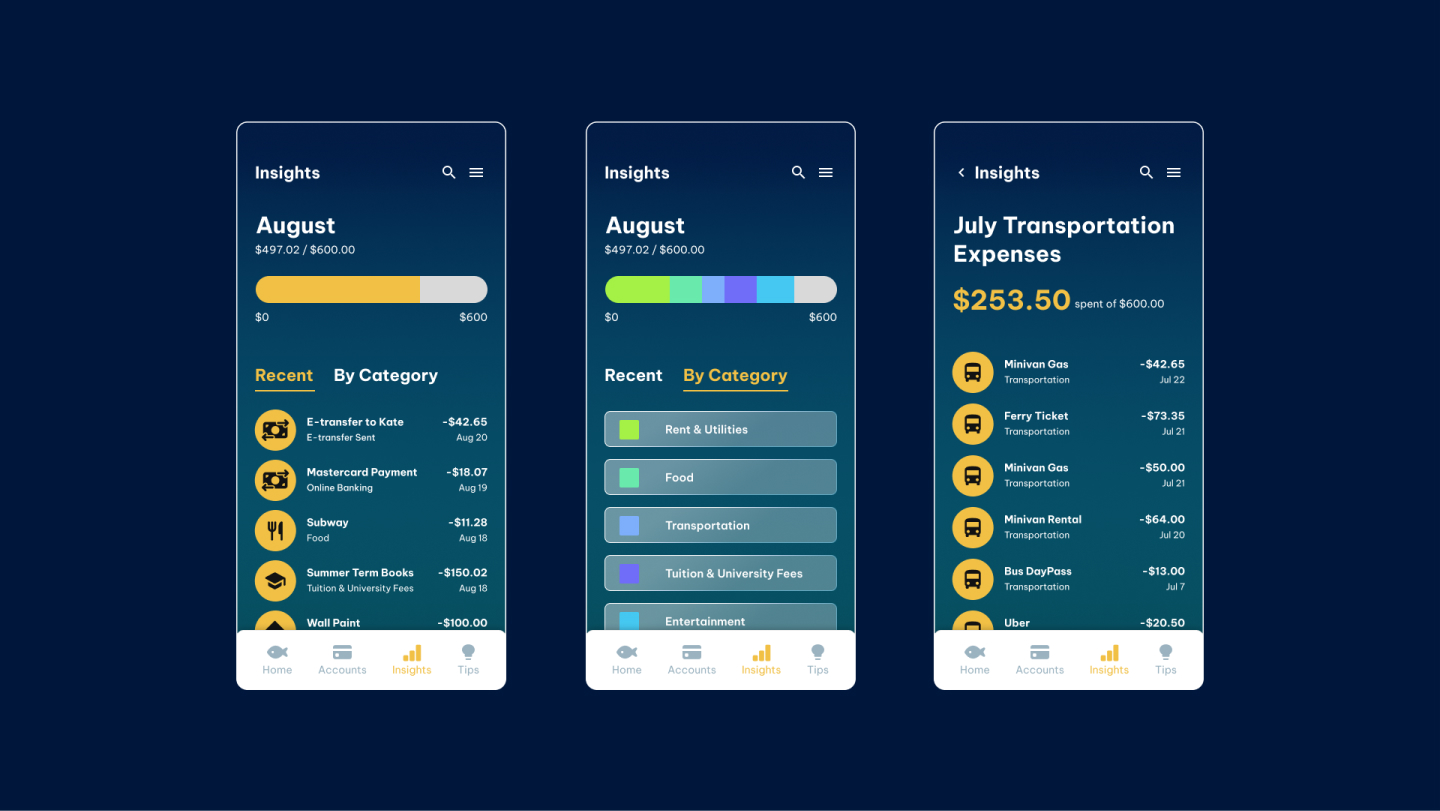 Insights
August
$497.02 / $600.00
$0 $600
Recent By Category
E-transfer to Kate -$42.65
E-transfer Sent Aug 20
Mastercard Payment -$18.07
Online Banking Aug 19
Subway -$11.28
Food Aug 18
Summer Term Books -$150.02
Tuition & University Fees Aug 18
Wall Paint -$100.00
Home Accounts Insights Tips
Insights
August
$497.02 / $600.00
$0 $600
Recent By Category
Rent & Utilities
Food
Transportation
Tuition & University Fees
Entertainment
Home Accounts Insights Tips
Insights
July Transportation
Expenses
$253.50 spent of $600.00
Minivan Gas -$42.65
Transportation Jul 22
Ferry Ticket -$73.35
Transportation Jul 21
Minivan Gas -$50.00
Transportation Jul 21
Minivan Rental -$64.00
Transportation Jul 20
Bus DayPass -$13.00
Transportation Jul 7
Uber -$20.50
Home Accounts Insights Tips